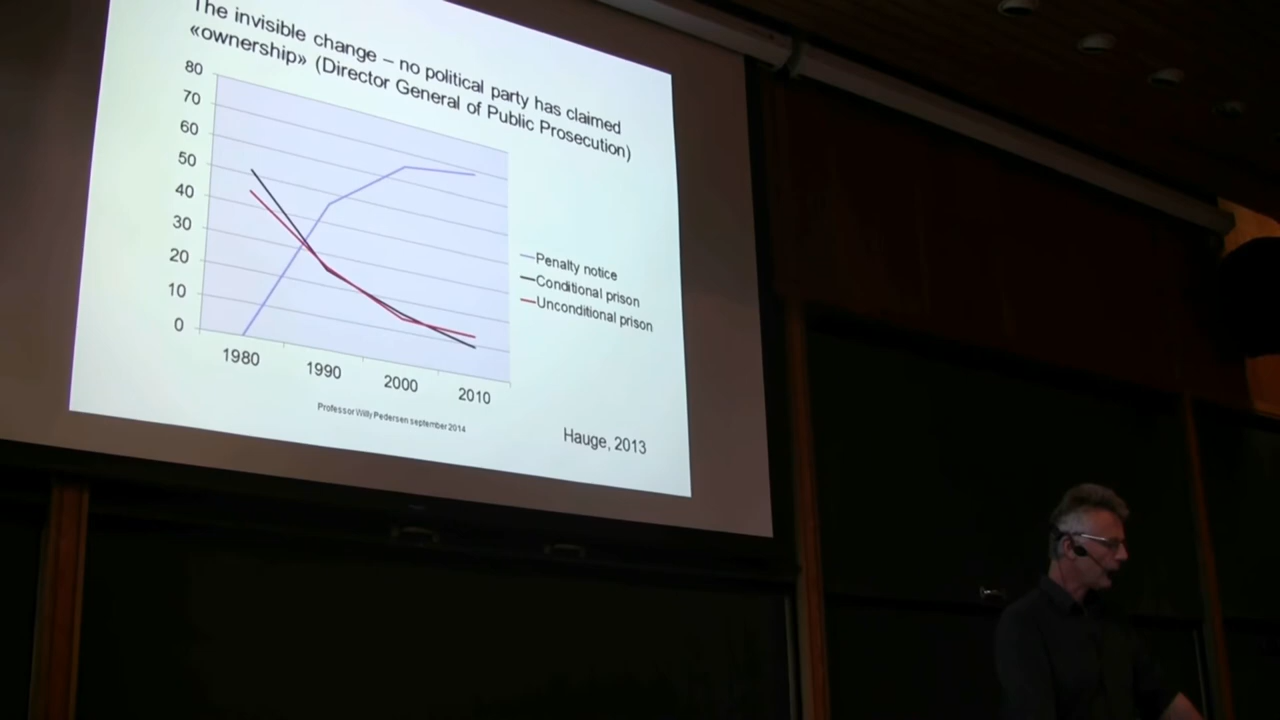 The invisible change – no political party has claimed
«ownership» (Director General of Public Prosecution)
80
70
60
50
40
30
20
10
0
1980
1990
2000
2010
Penalty notice
Conditional prison
Unconditional prison
Professor Willy Pedersen september 2014
Hauge, 2013